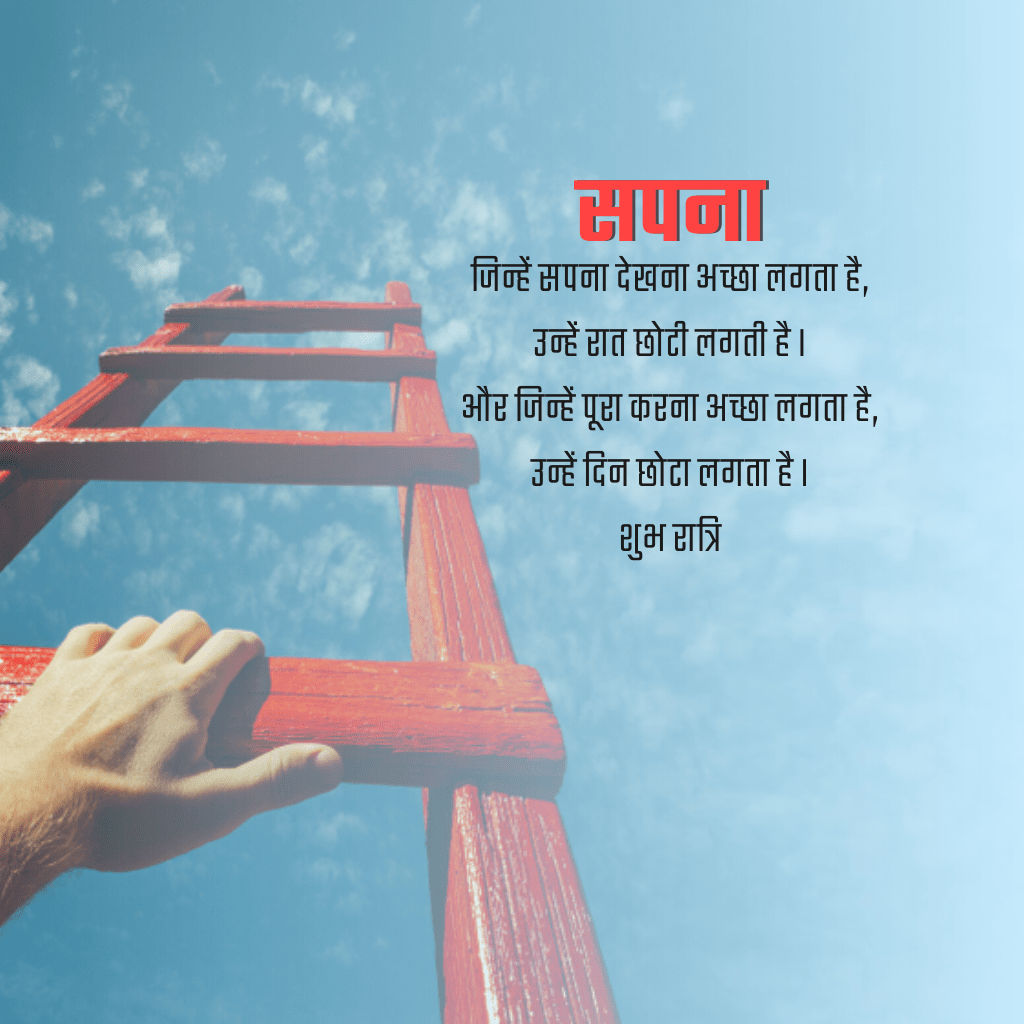 सपना
जिन्हें सपना देखना अच्छा लगता है,
उन्हें रात छोटी लगती है।
और जिन्हें पूरा करना अच्छा लगता है,
उन्हें दिन छोटा लगता है।
शुभ रात्रि